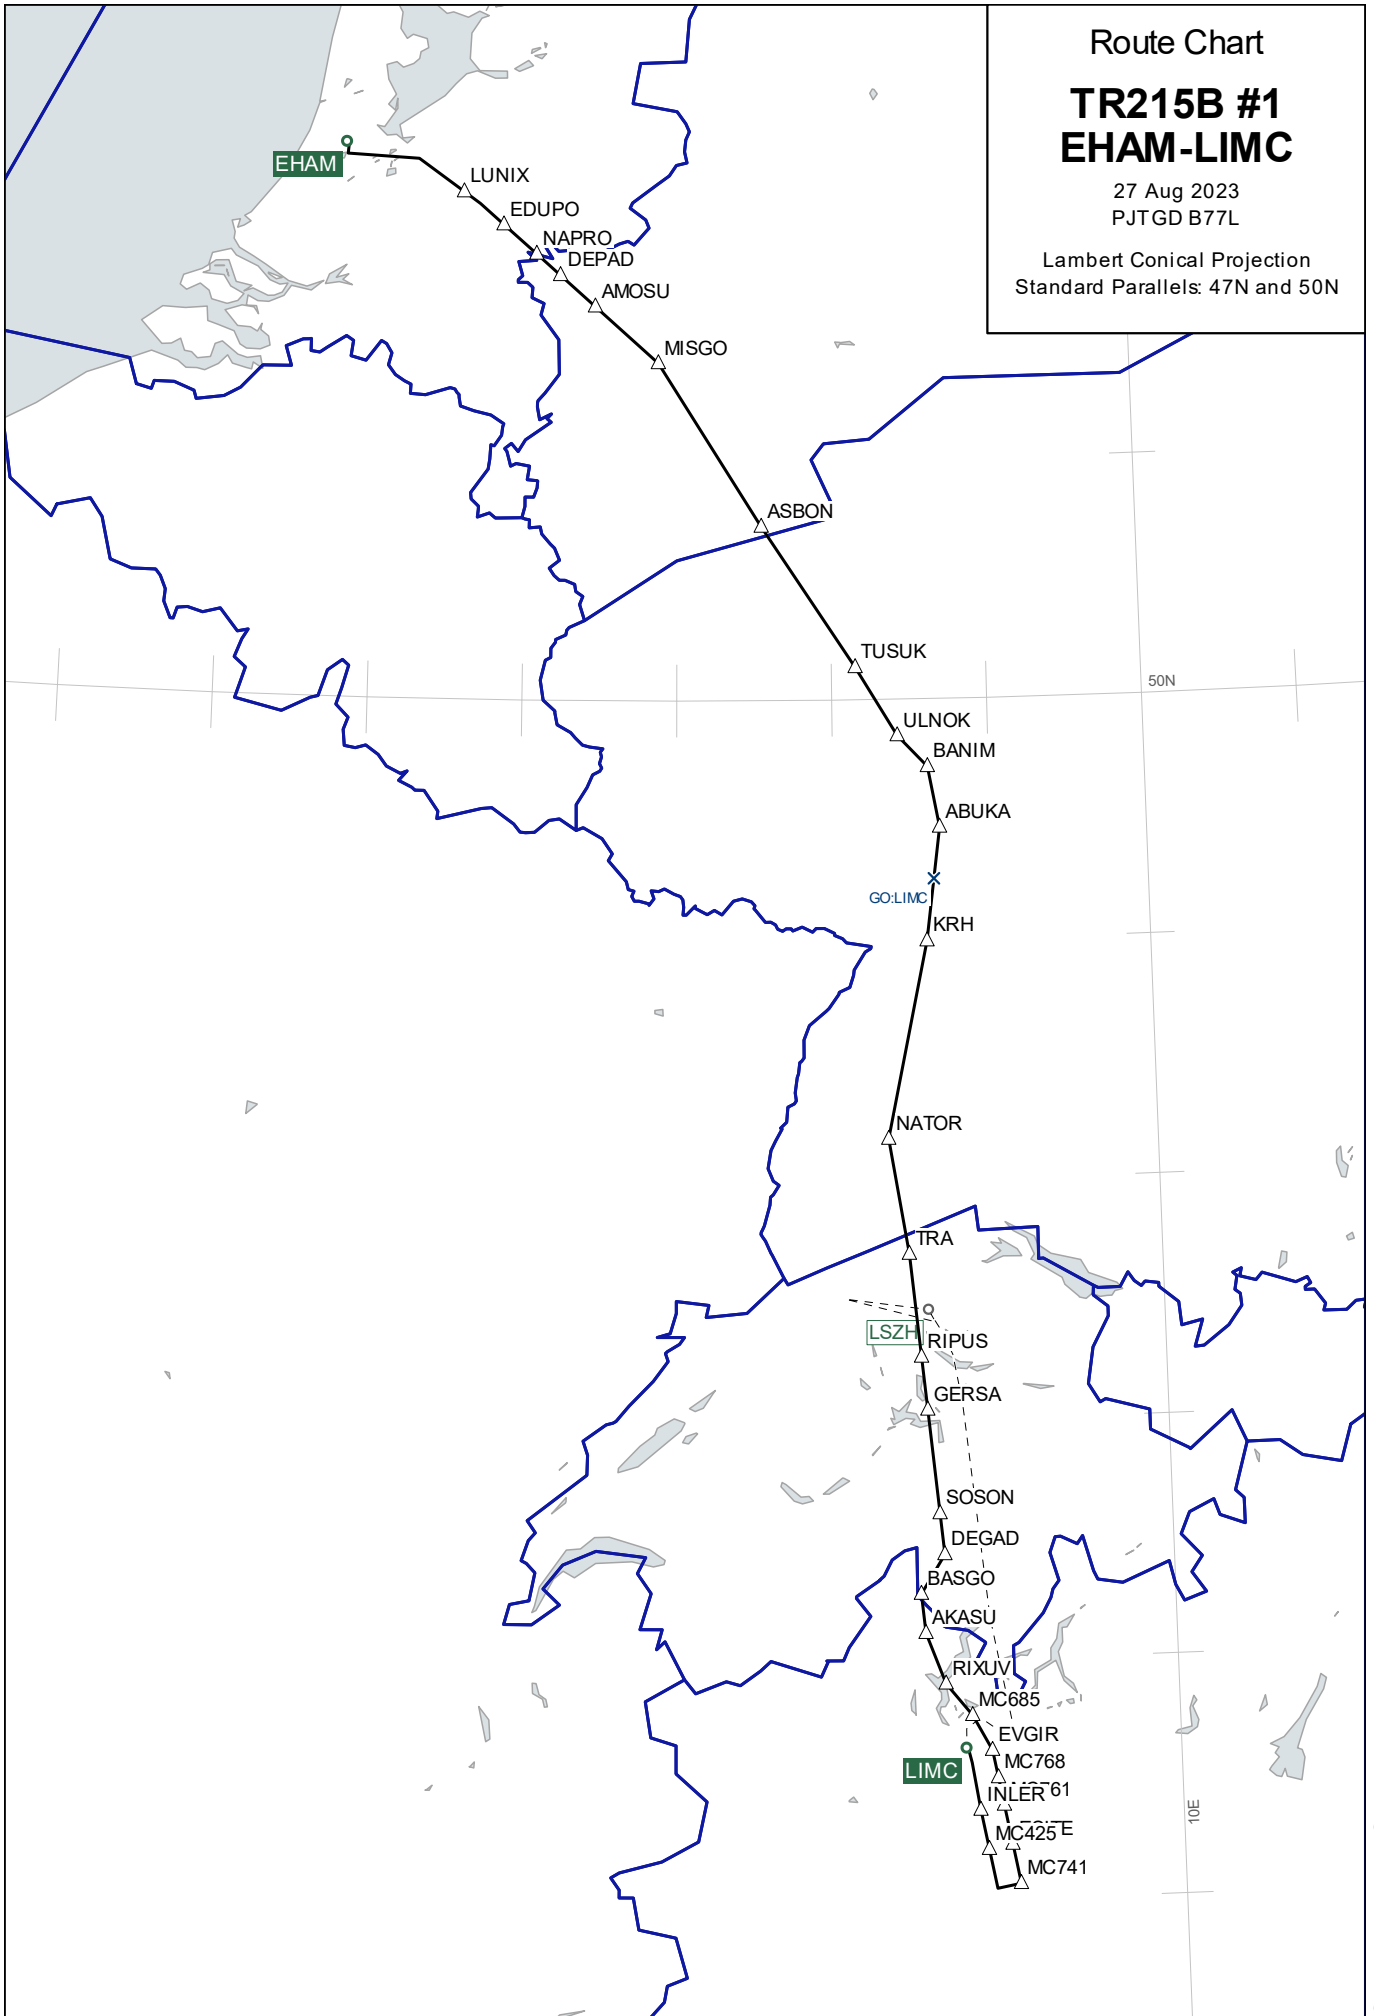 Route Chart
TR215B #1
EHAM-LIMC
27 Aug 2023
PJTGD B77L
Lambert Conical Projection
Standard Parallels: 47N and 50N
EHAM
LUNIX
EDUPO
NAPRO
DEPAD
AMOSU
MISGO
ASBON
TUSUK
50N
ULNOK
BANIM
ABUKA
GO:LIMC
KRH
NATOR
TRA
LSZH
RIPUS
GERSA
SOSON
DEGAD
BASGO
AKASU
RIXUV
MC685
EVGIR
MC768
LIMC
INLER
10E
MC425
MC741